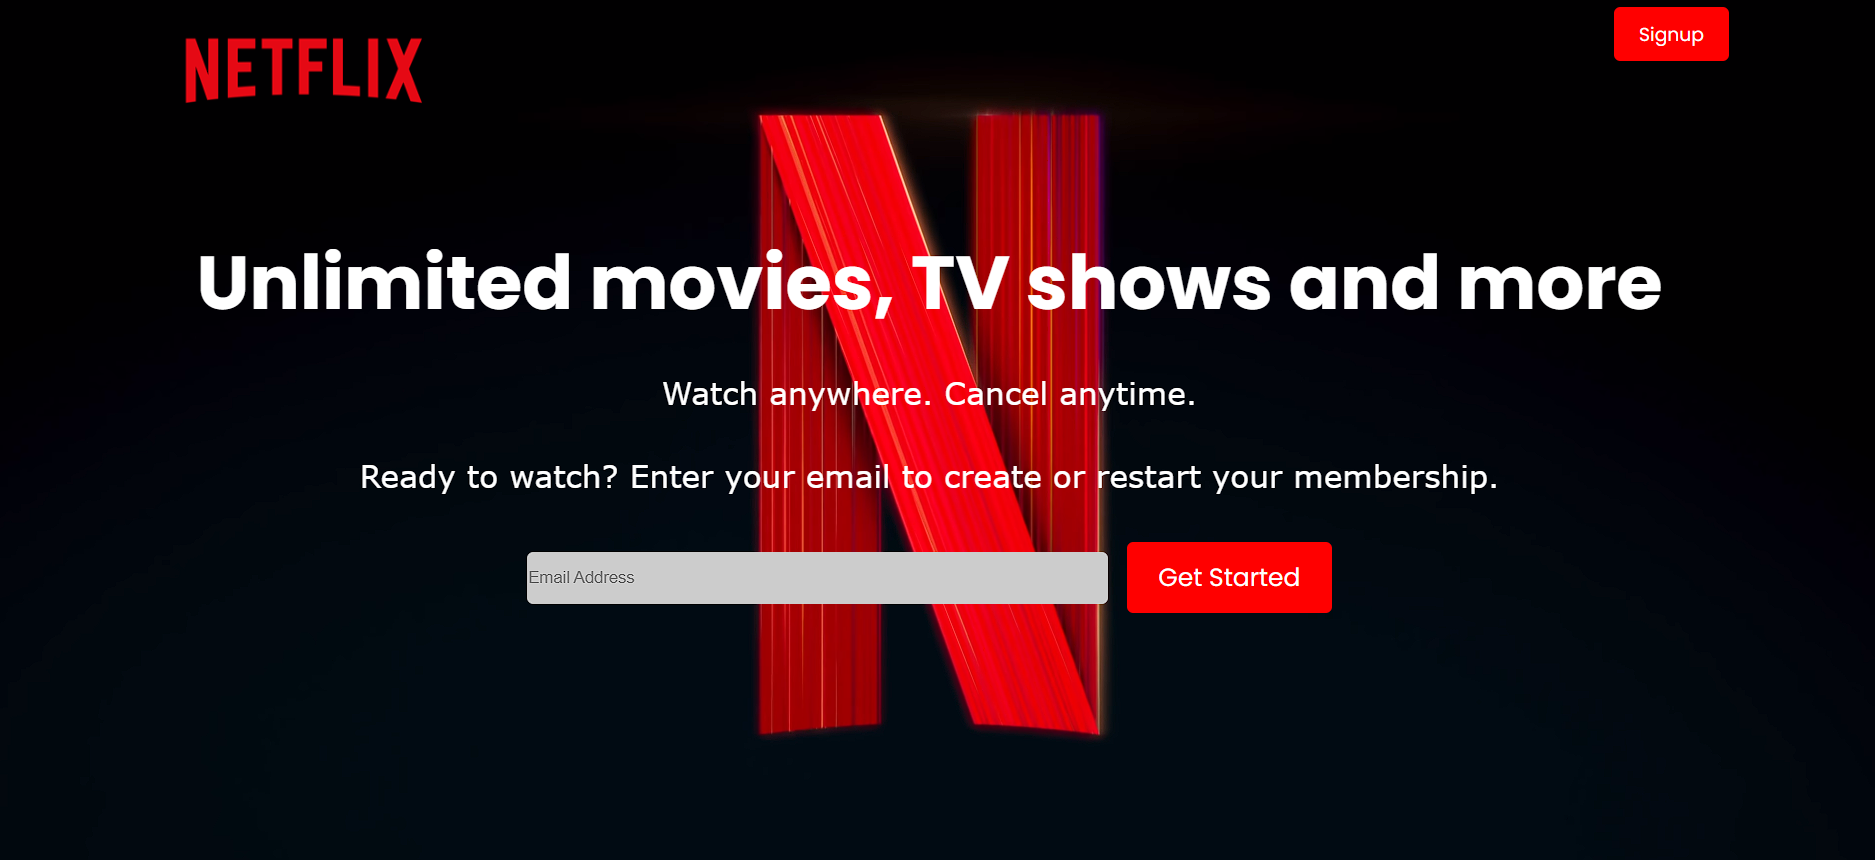 NETFLIX
Signup
Unlimited movies, TV shows and more
Watch anywhere. Cancel anytime.
Ready to watch? Enter your email to create or restart your membership.
Email Address
Get Started